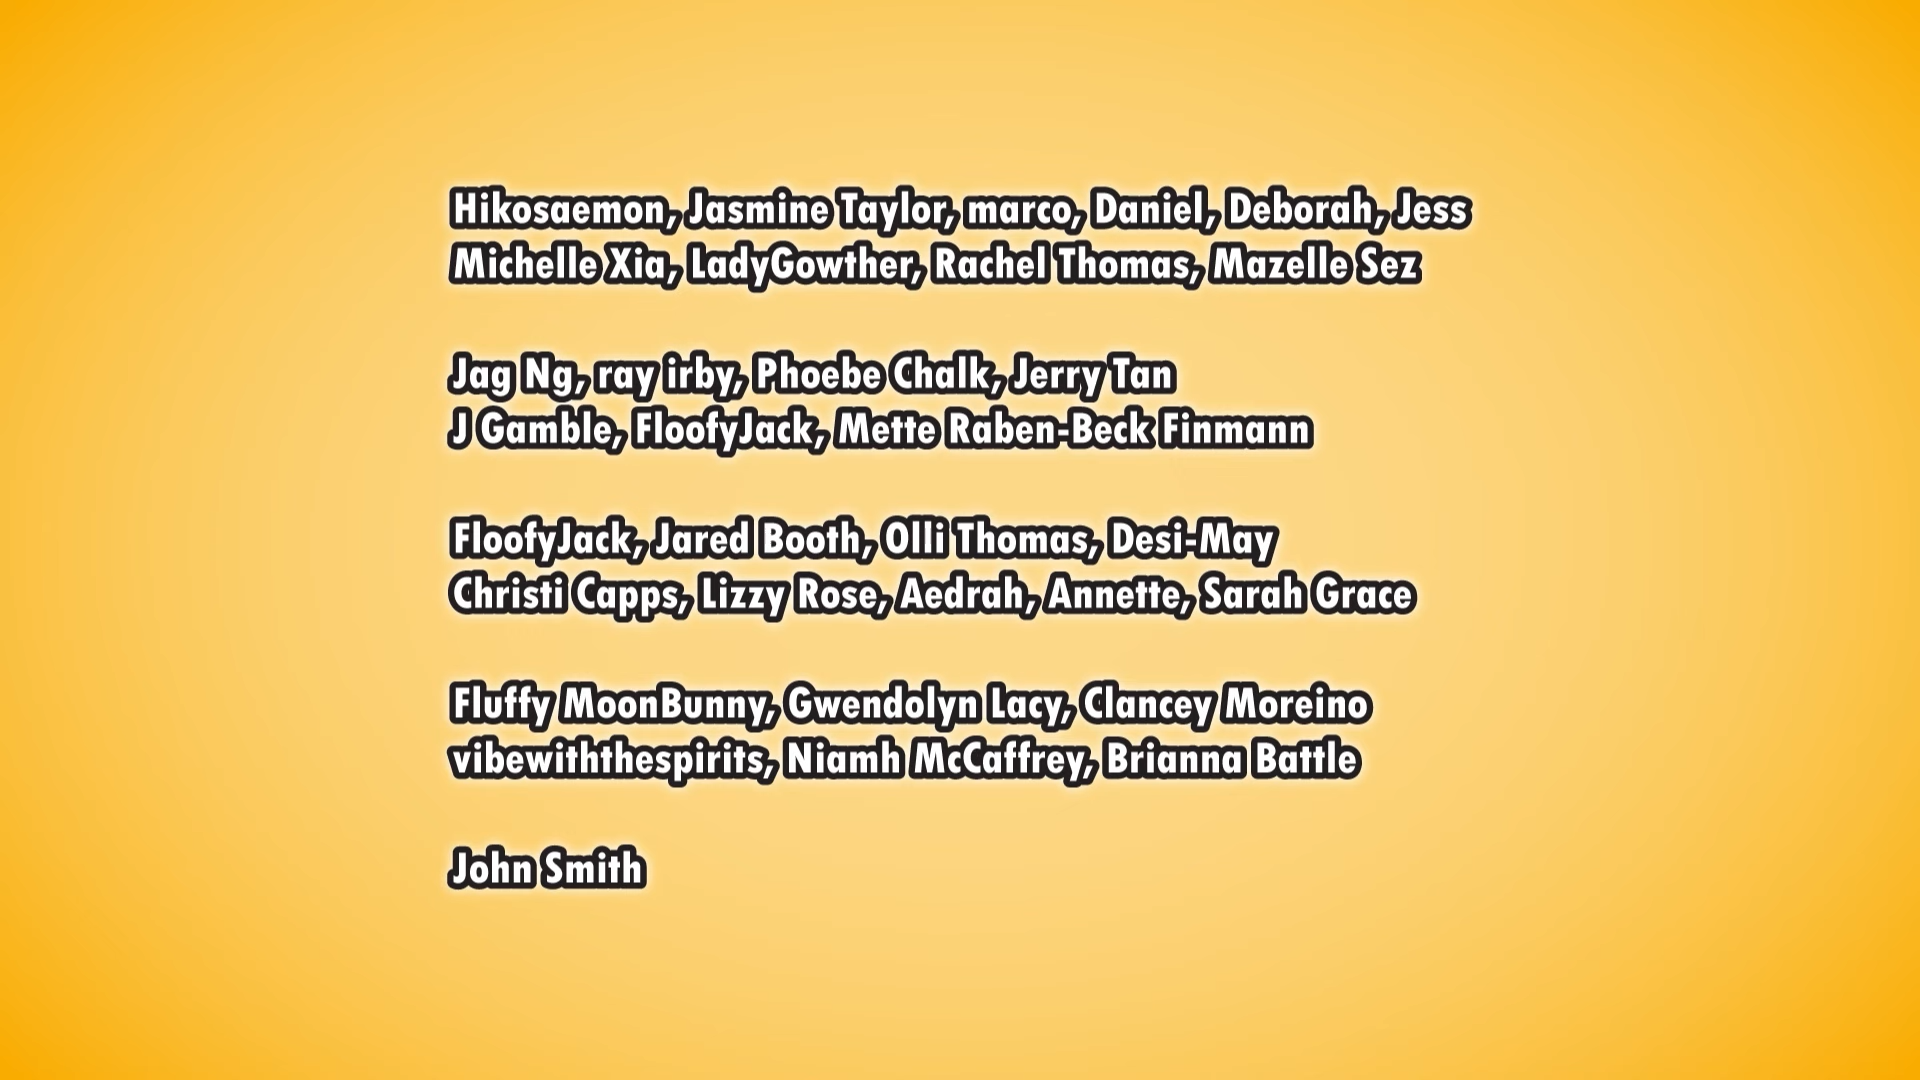 Hikosaemon, Jasmine Taylor, marco, Daniel, Deborah, Jess
Michelle Xia, LadyGowther, Rachel Thomas, Mazelle Sez
Jag Ng, ray irby, Phoebe Chalk, Jerry Tan
J Gamble, FloofyJack, Mette Raben-Beck Finmann
FloofyJack, Jared Booth, Olli Thomas, Desi-May
Christi Capps, Lizzy Rose, Aedrah, Annette, Sarah Grace
Fluffy MoonBunny, Gwendolyn Lacy, Clancey Moreino
vibewiththespirits, Niamh McCaffrey, Brianna Battle
John Smith